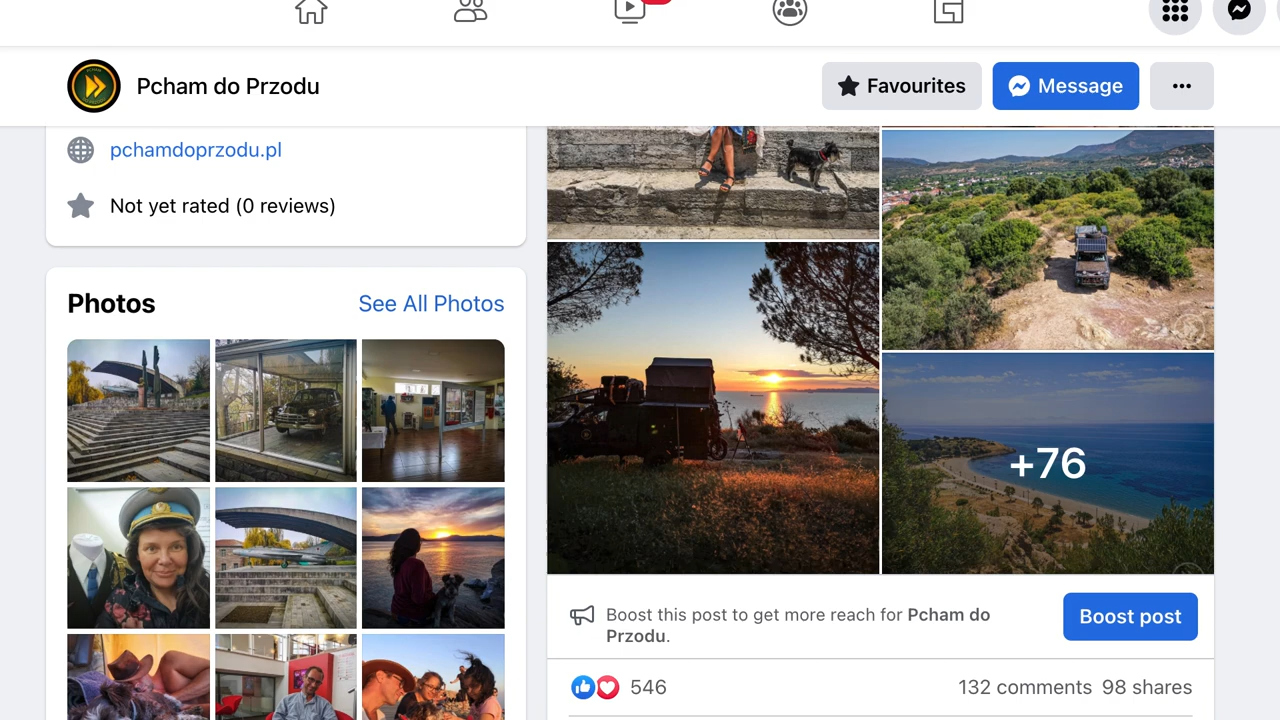 Pcham do Przodu
Favourites
Message
pchamdoprzodu.pl
Not yet rated (0 reviews)
Photos
See All Photos
+76
Boost this post to get more reach for Pcham do
Przodu.
Boost post
546
132 comments 98 shares